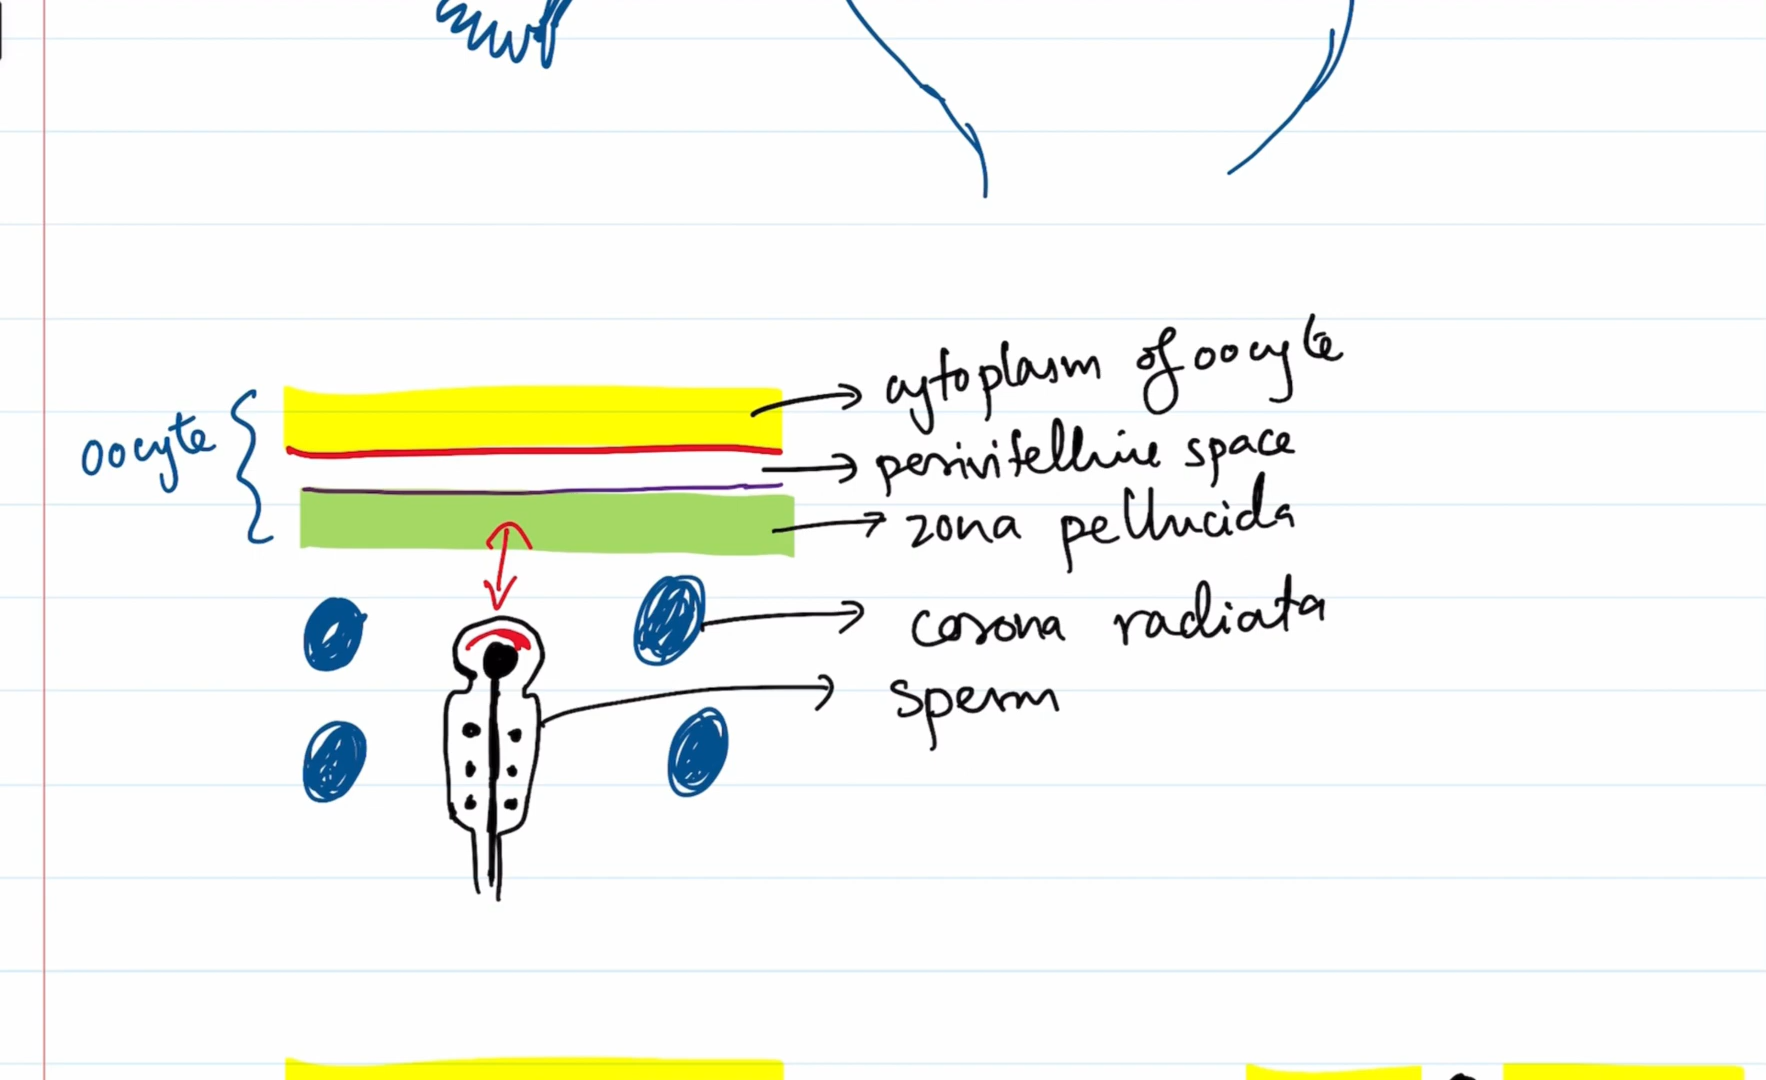 cytoplasm of oocyte
oocyte
perivitelline space
zona pellucida
corona radiata
sperm